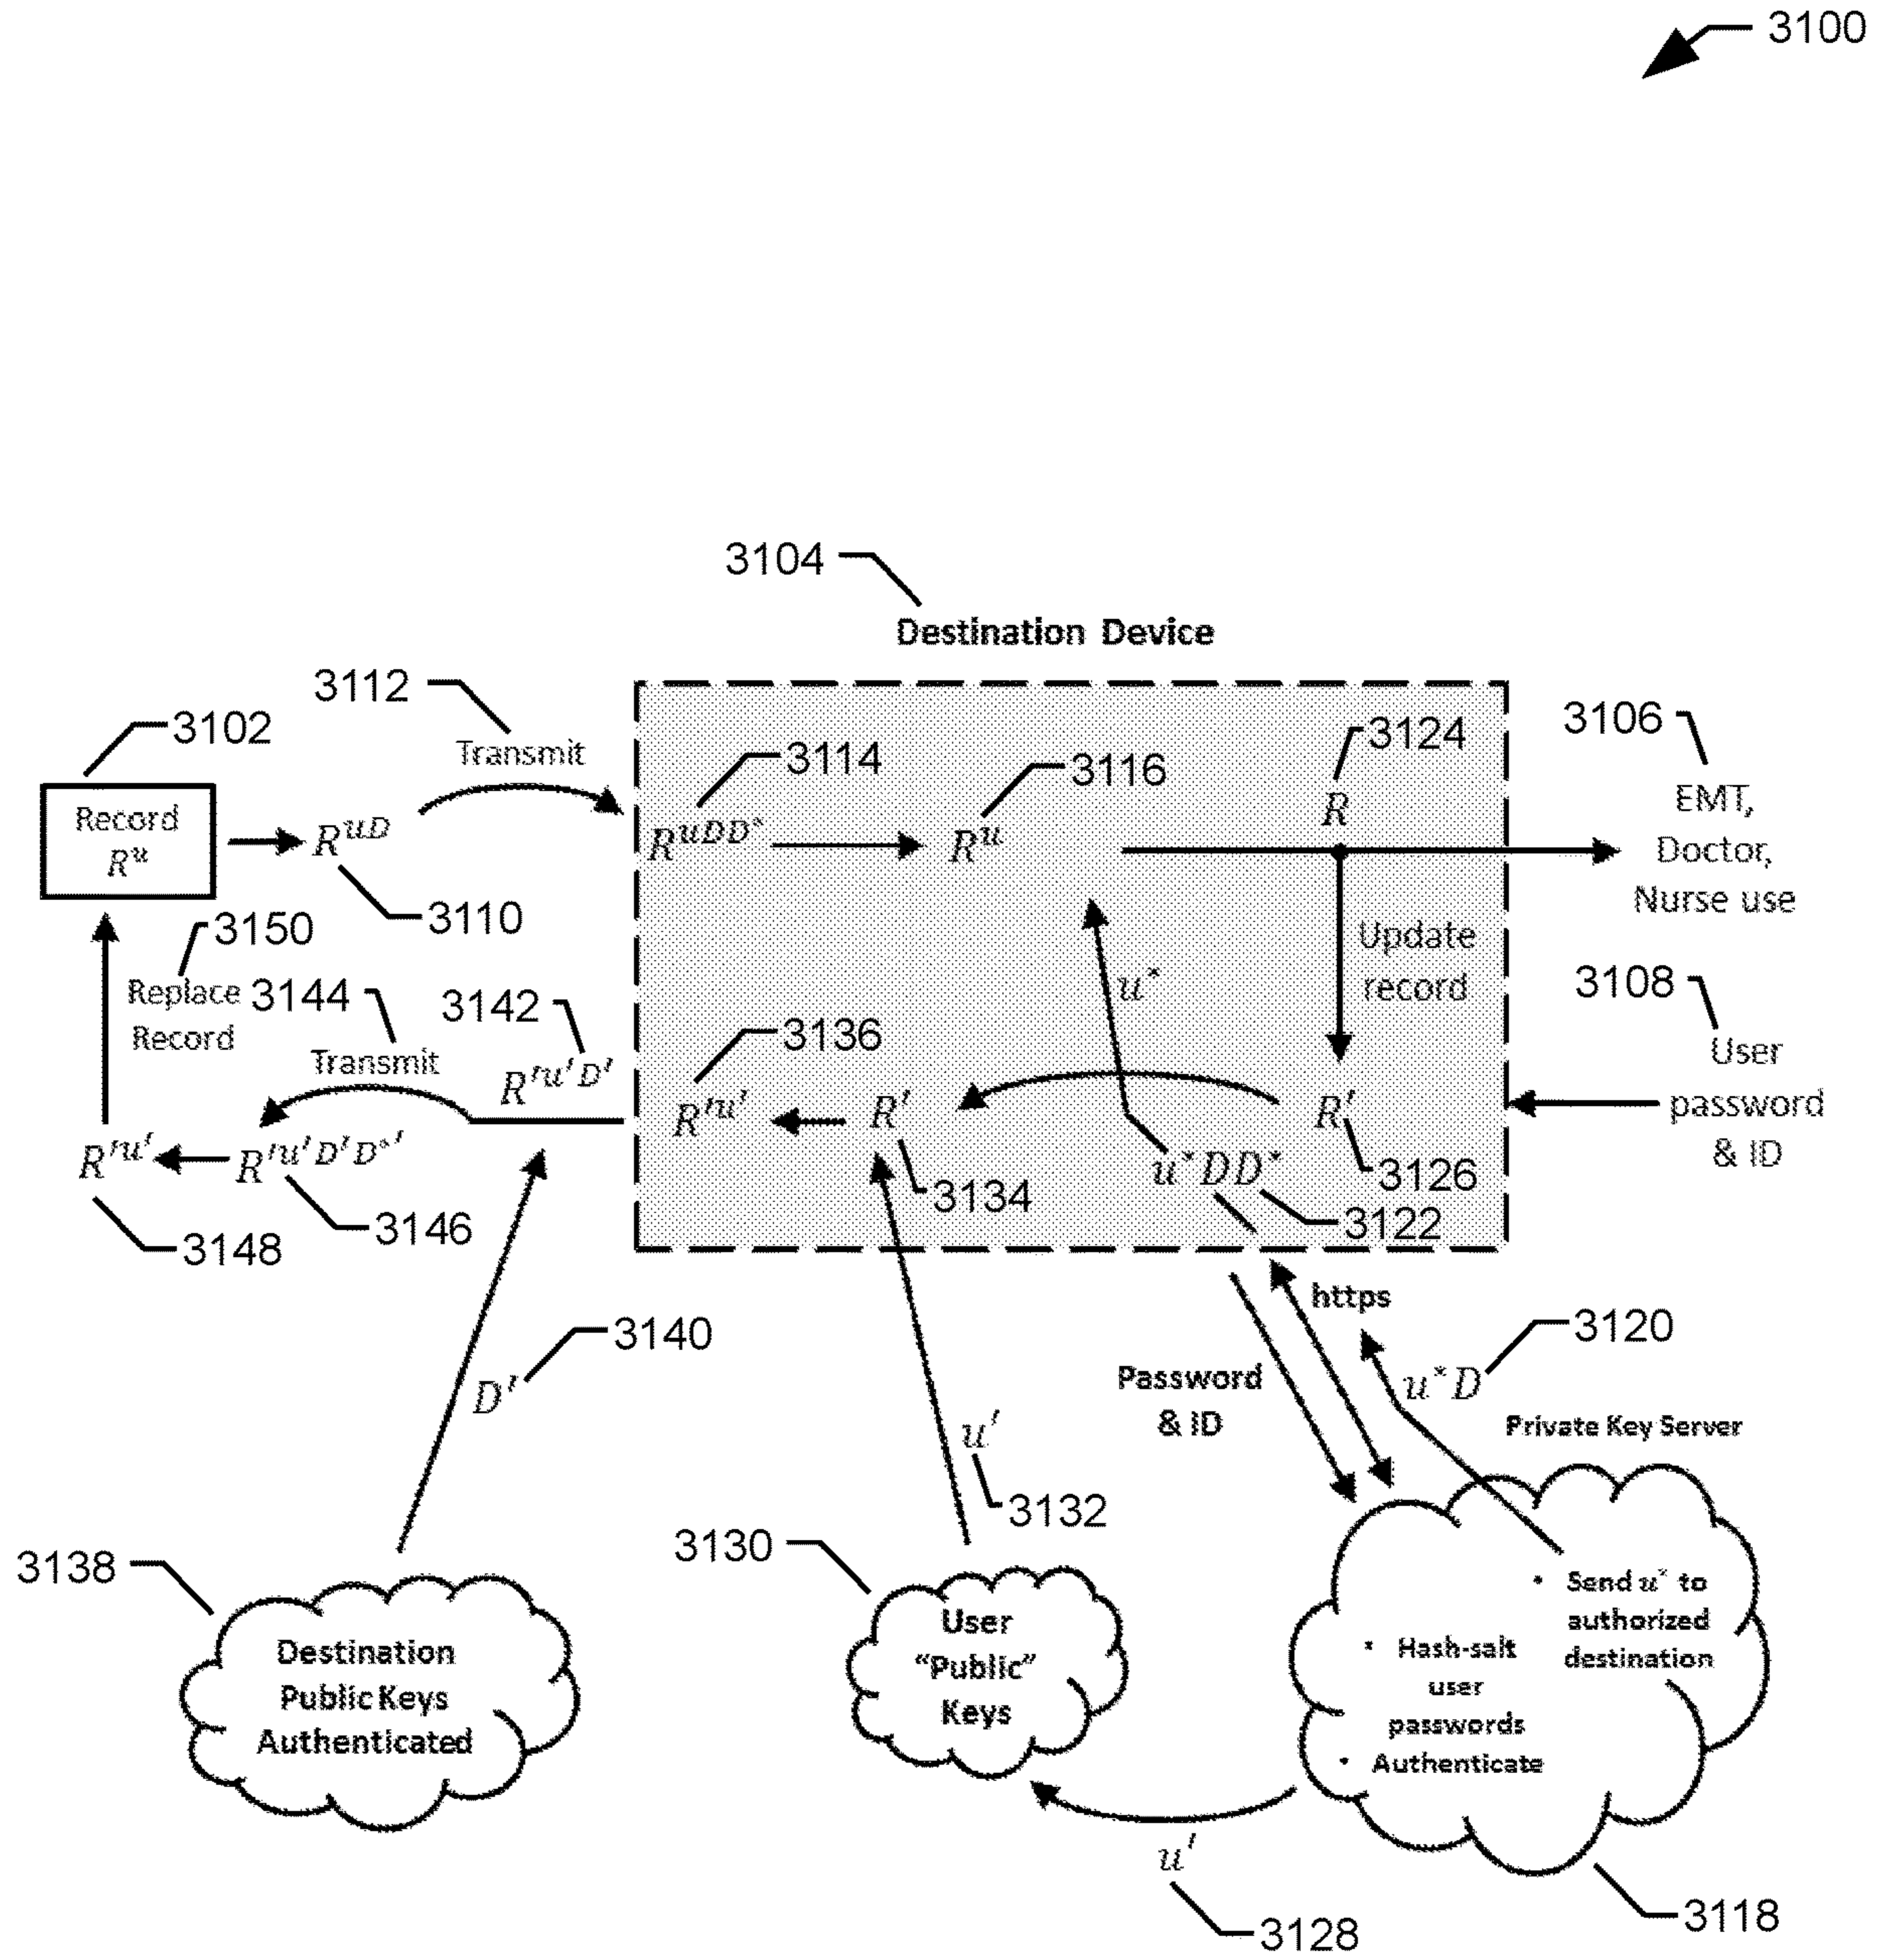 3100
3104
Destination Device
3112
3102
Transmit
3114
3116
3124
3106
Record
R^u
R^{uD}
R^{uDD*}
R^u
R
EMT,
Doctor,
Nurse use
3110
3150
Replace
Record
3144
Transmit
3142
R'^{u'D'}
3136
u*
Update
record
3108
User
password
& ID
R'^{u'}
R'^{u'D'D*'}
R'^{u'}
R'
R'
u*DD*
3126
3134
3122
3148
3146
https
3140
D'
3120
u*D
Password
& ID
Private Key Server
u'
3132
3130
3138
Destination
Public Keys
Authenticated
User
“Public”
Keys
• Send u* to
authorized
destination
• Hash-salt
user
passwords
• Authenticate
u'
3128
3118